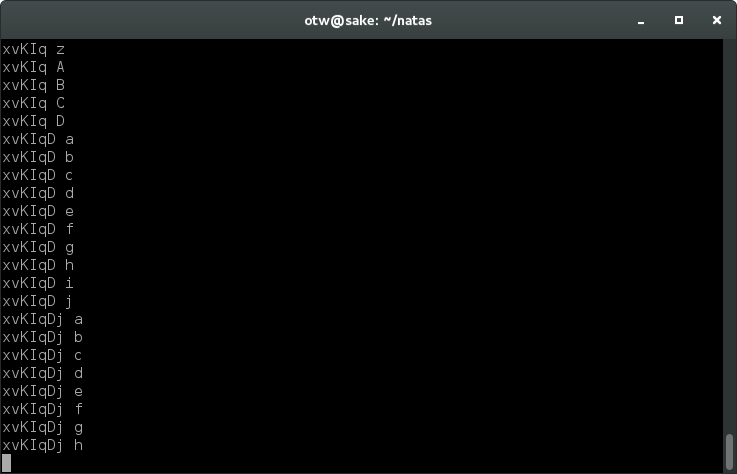 otw@sake: ~/natas
xvKIq z
xvKIq A
xvKIq B
xvKIq C
xvKIq D
xvKIqD a
xvKIqD b
xvKIqD c
xvKIqD d
xvKIqD e
xvKIqD f
xvKIqD g
xvKIqD h
xvKIqD i
xvKIqD j
xvKIqDj a
xvKIqDj b
xvKIqDj c
xvKIqDj d
xvKIqDj e
xvKIqDj f
xvKIqDj g
xvKIqDj h